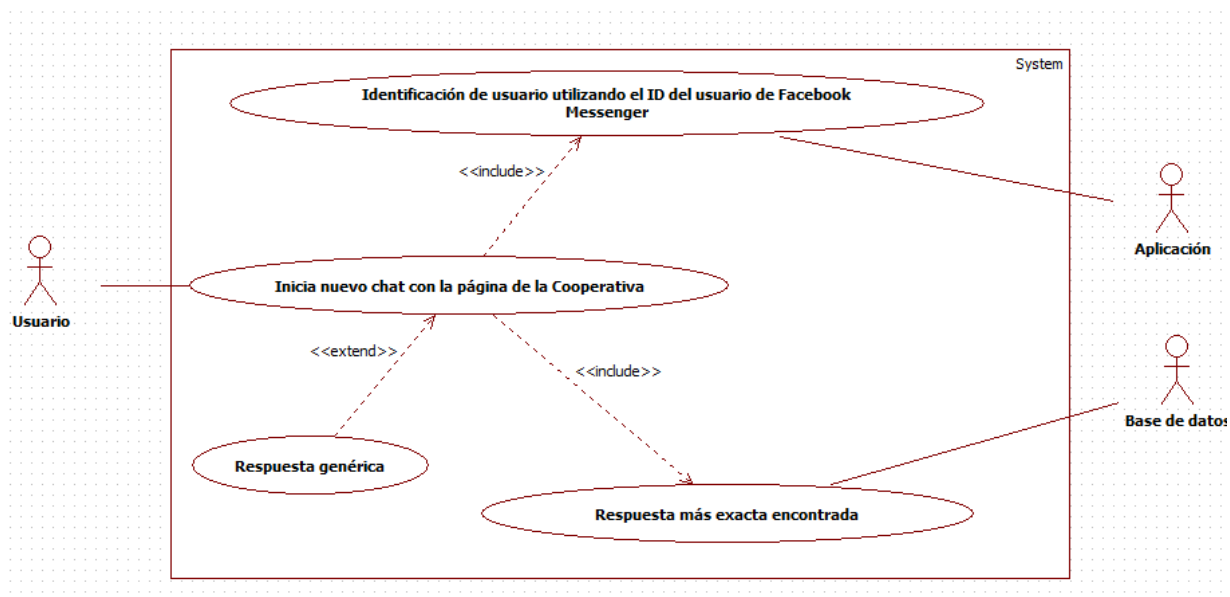 System
Identificación de usuario utilizando el ID del usuario de Facebook
Messenger
<<include>>
Aplicación
Inicia nuevo chat con la página de la Cooperativa
Usuario
<<extend>>
<<include>>
Base de datos
Respuesta genérica
Respuesta más exacta encontrada